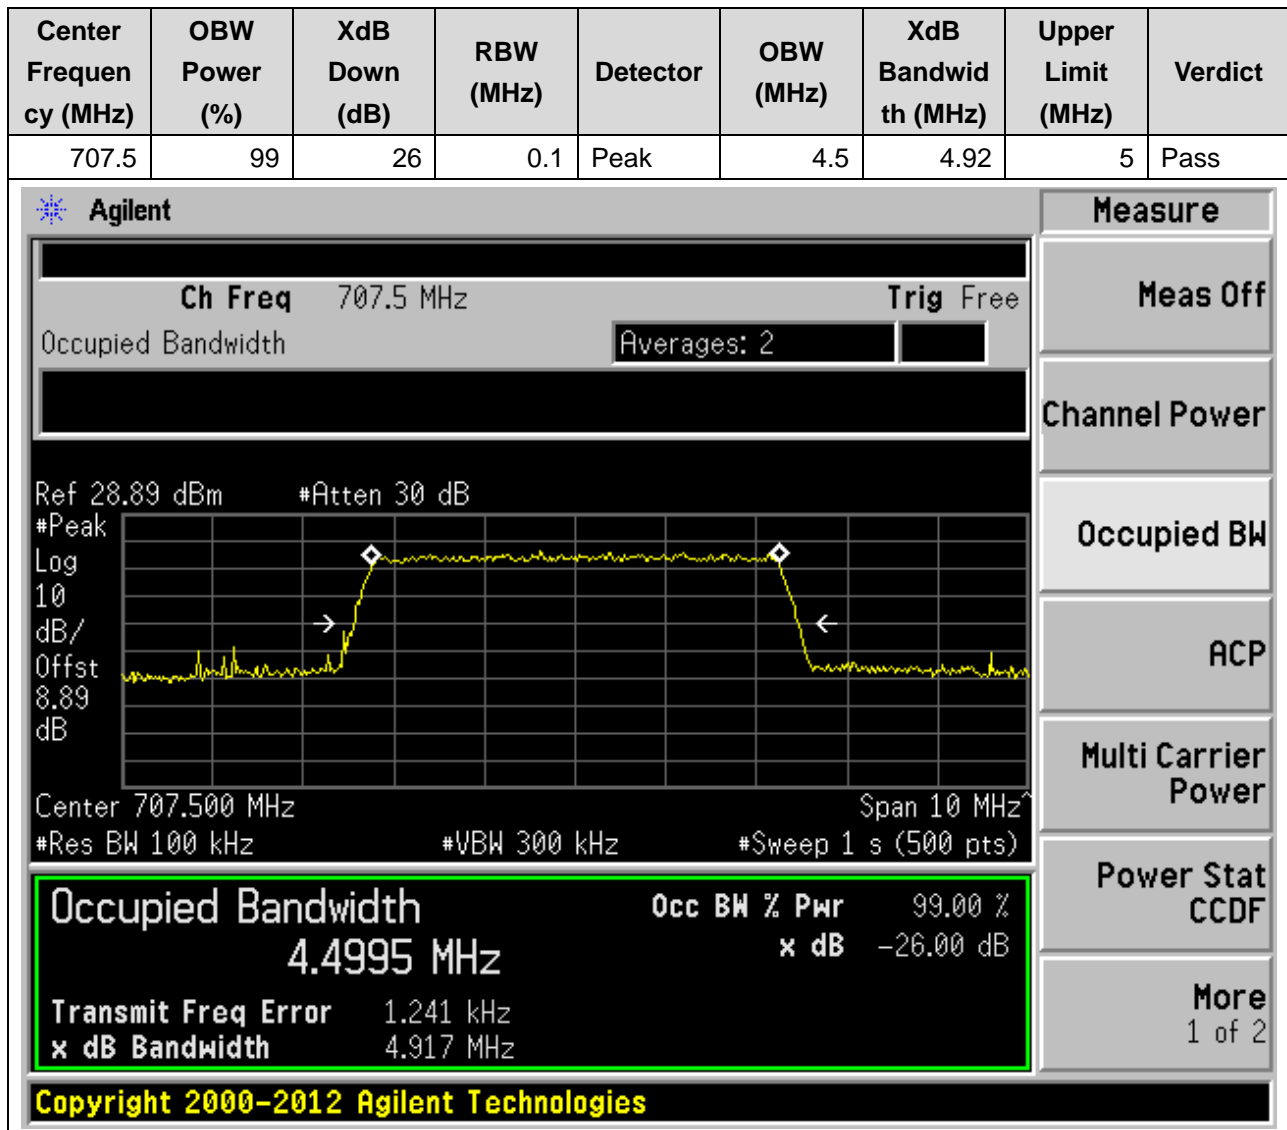 Center Frequen cy (MHz) OBW Power (%) XdB Down (dB) RBW (MHz) Detector OBW (MHz) XdB Bandwid th (MHz) Upper Limit (MHz) Verdict
707.5 99 26 0.1 Peak 4.5 4.92 5 Pass
Agilent
Measure
Ch Freq 707.5 MHz Trig Free
Occupied Bandwidth Averages: 2
Ref 28.89 dBm #Atten 30 dB
#Peak
Log
10
dB/
Offst
8.89
dB
Center 707.500 MHz Span 10 MHz^
#Res BW 100 kHz #VBW 300 kHz #Sweep 1 s (500 pts)
Occupied Bandwidth Occ BW % Pwr 99.00 %
4.4995 MHz x dB -26.00 dB
Transmit Freq Error 1.241 kHz
x dB Bandwidth 4.917 MHz
Meas Off
Channel Power
Occupied BW
ACP
Multi Carrier
Power
Power Stat
CCDF
More
1 of 2
Copyright 2000-2012 Agilent Technologies